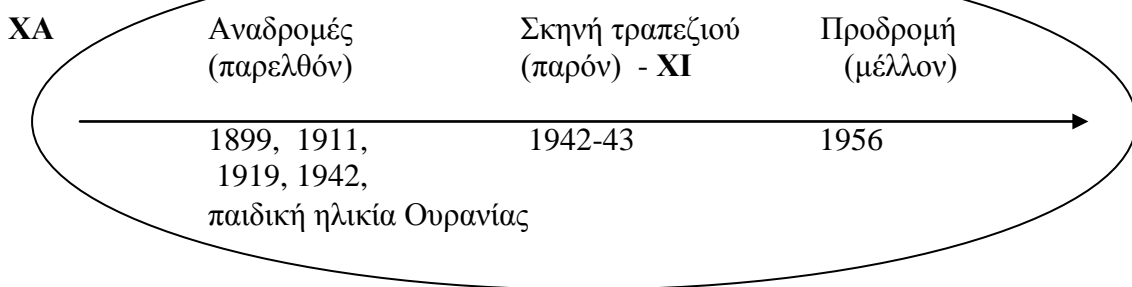 ΧΑ Αναδρομές Σκηνή τραπεζιού Προδρομή
(παρελθόν) (παρόν) - ΧΙ (μέλλον)
1899, 1911, 1942-43 1956
1919, 1942,
παιδική ηλικία Ουρανίας